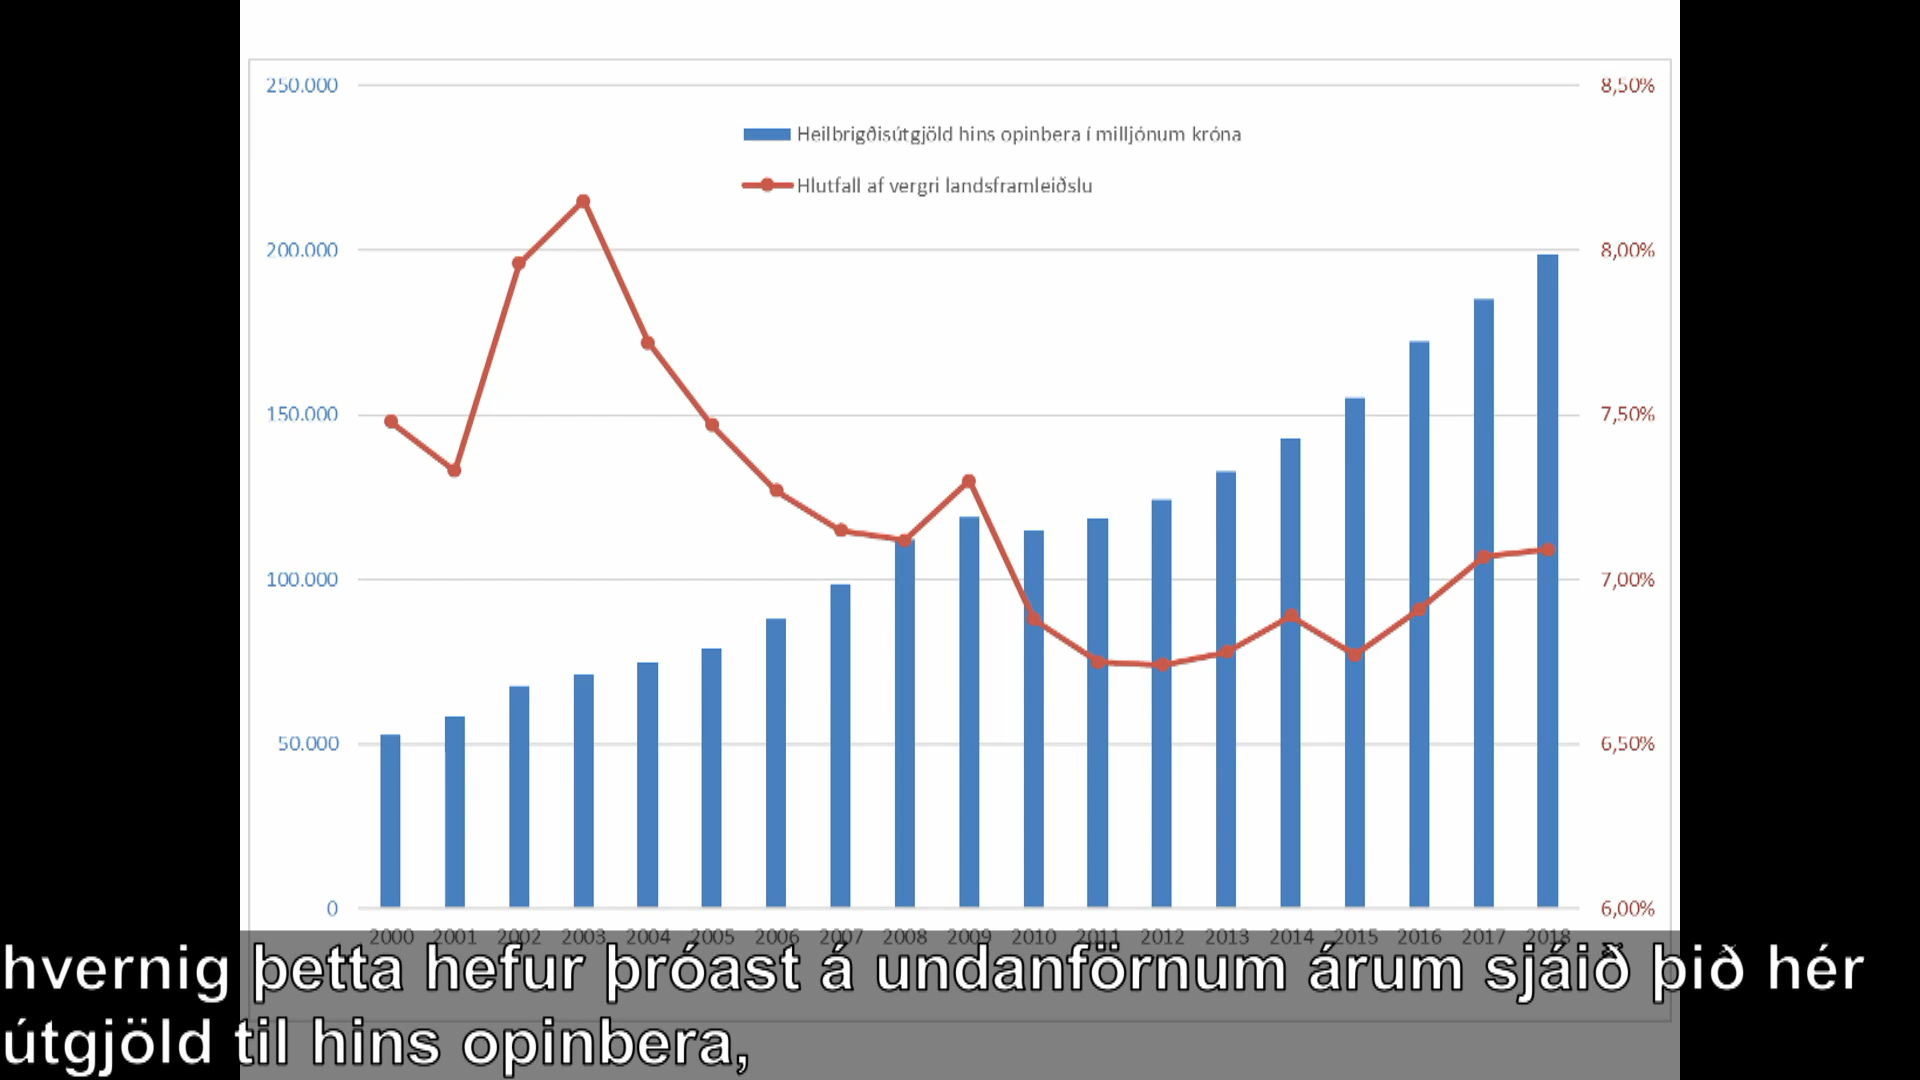 250.000
200.000
150.000
100.000
50.000
0
Heilbrigðisútgjöld hins opinbera í milljónum króna
Hlutfall af vergri landsframleiðslu
8,50%
8,00%
7,50%
7,00%
6,50%
6,00%
2000 2001 2002 2003 2004 2005 2006 2007 2008 2009 2010 2011 2012 2013 2014 2015 2016 2017 2018
hvernig þetta hefur þróast á undanförnum árum sjáið þið hér
útgjöld til hins opinbera,